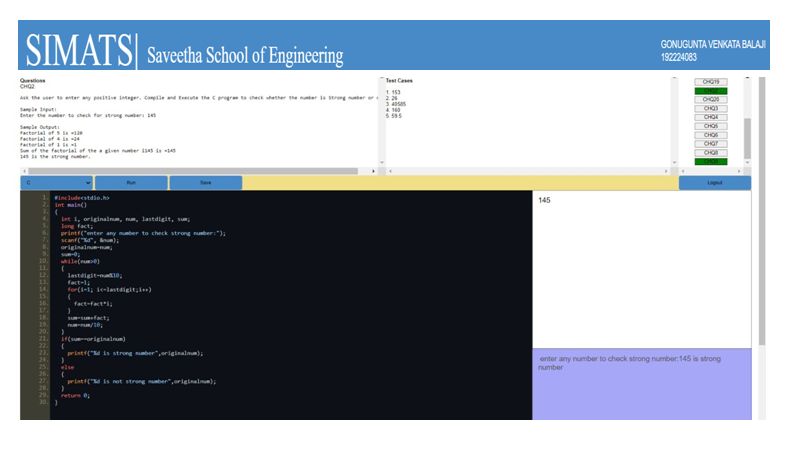 SIMATS| Saveetha School of Engineering
GONUGUNTA VENKATA BALAJI
192224083
Questions
CHQ2.
Ask the user to enter any positive integer. Compile and Execute the C program to check whether the number is Strong number or
Sample Input:
Enter the number to check for strong number: 145
Sample Output:
Factorial of 5 is =120
Factorial of 4 is =24
Factorial of 1 is =1
Sum of the factorial of the a given number i145 is =145
145 is the strong number.
Test Cases
1. 153
2. 26
3. 40585
4. 168
5. 59.5
CHQ19
CHQ20
CHQ3
CHQ4
CHQ5
CHQ6
CHQ7
CHQ8
C
Run
Save
Logout
1. #include<stdio.h>
2. int main()
3. {
4. int i, originalnum, num, lastdigit, sum;
5. long fact;
6. printf("enter any number to check strong number:");
7. scanf("%d", &num);
8. originalnum=num;
9. sum=0;
10. while(num>0)
11. {
12. lastdigit=num%10;
13. fact=1;
14. for(i=1; i<=lastdigit;i++)
15. {
16. fact=fact*i;
17. }
18. sum=sum+fact;
19. num=num/10;
20. }
21. if(sum==originalnum)
22. {
23. printf("%d is strong number",originalnum);
24. }
25. else
26. {
27. printf("%d is not strong number",originalnum);
28. }
29. return 0;
30. }
145
enter any number to check strong number:145 is strong
number